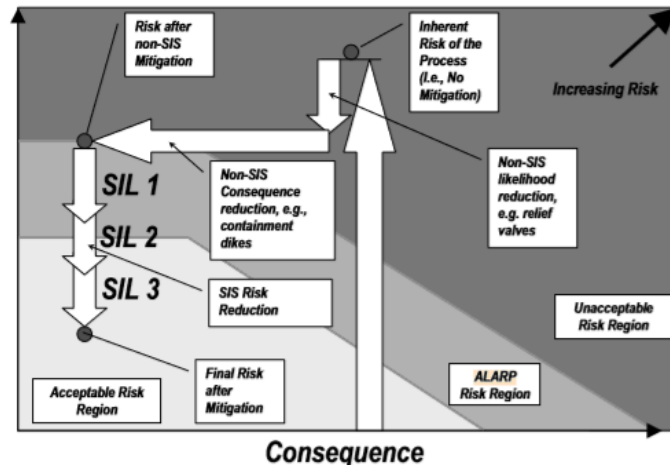 Risk after
non-SIS
Mitigation
Inherent
Risk of the
Process
(I.e., No
Mitigation)
Increasing Risk
SIL 1
SIL 2
SIL 3
Non-SIS
Consequence
reduction, e.g.,
containment
dikes
Non-SIS
likelihood
reduction,
e.g. relief
valves
SIS Risk
Reduction
Unacceptable
Risk Region
Final Risk
after
Mitigation
ALARP
Risk Region
Acceptable Risk
Region
Consequence